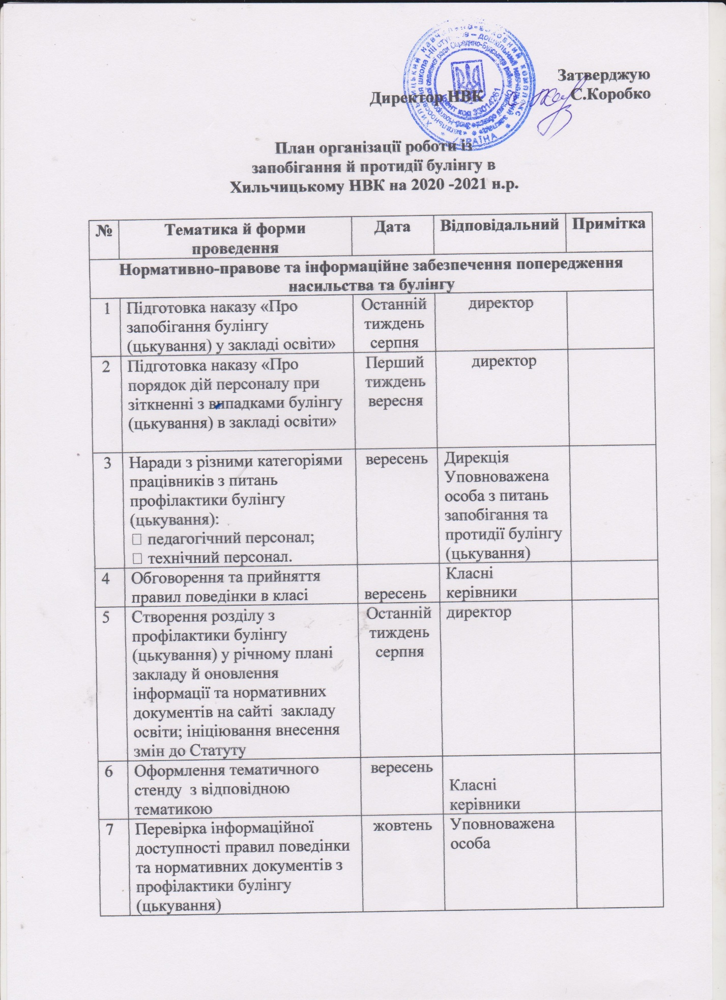 Затверджую
Директор НВК С.Коробко
Ідент код 33014261
УКРАЇНА
План організації роботи із
запобігання й протидії булінгу в
Хильчицькому НВК на 2020 -2021 н.р.
№ Тематика й форми проведення Дата Відповідальний Примітка
Нормативно-правове та інформаційне забезпечення попередження
насильства та булінгу
1 Підготовка наказу «Про Останній директор
запобігання булінгу тиждень
(цькування) у закладі освіти» серпня
2 Підготовка наказу «Про Перший директор
порядок дій персоналу при тиждень
зіткненні з випадками булінгу вересня
(цькування) в закладі освіти»
3 Наради з різними категоріями вересень Дирекція
працівників з питань Уповноважена
профілактики булінгу особа з питань
(цькування): запобігання та
□ педагогічний персонал; протидії булінгу
□ технічний персонал. (цькування)
4 Обговорення та прийняття Класні
правил поведінки в класі вересень керівники
5 Створення розділу з Останній директор
профілактики булінгу тиждень
(цькування) у річному плані серпня
закладу й оновлення
інформації та нормативних
документів на сайті закладу
освіти; ініціювання внесення
змін до Статуту
6 Оформлення тематичного вересень
стенду з відповідною Класні
тематикою керівники
7 Перевірка інформаційної жовтень Уповноважена
доступності правил поведінки особа
та нормативних документів з
профілактики булінгу
(цькування)